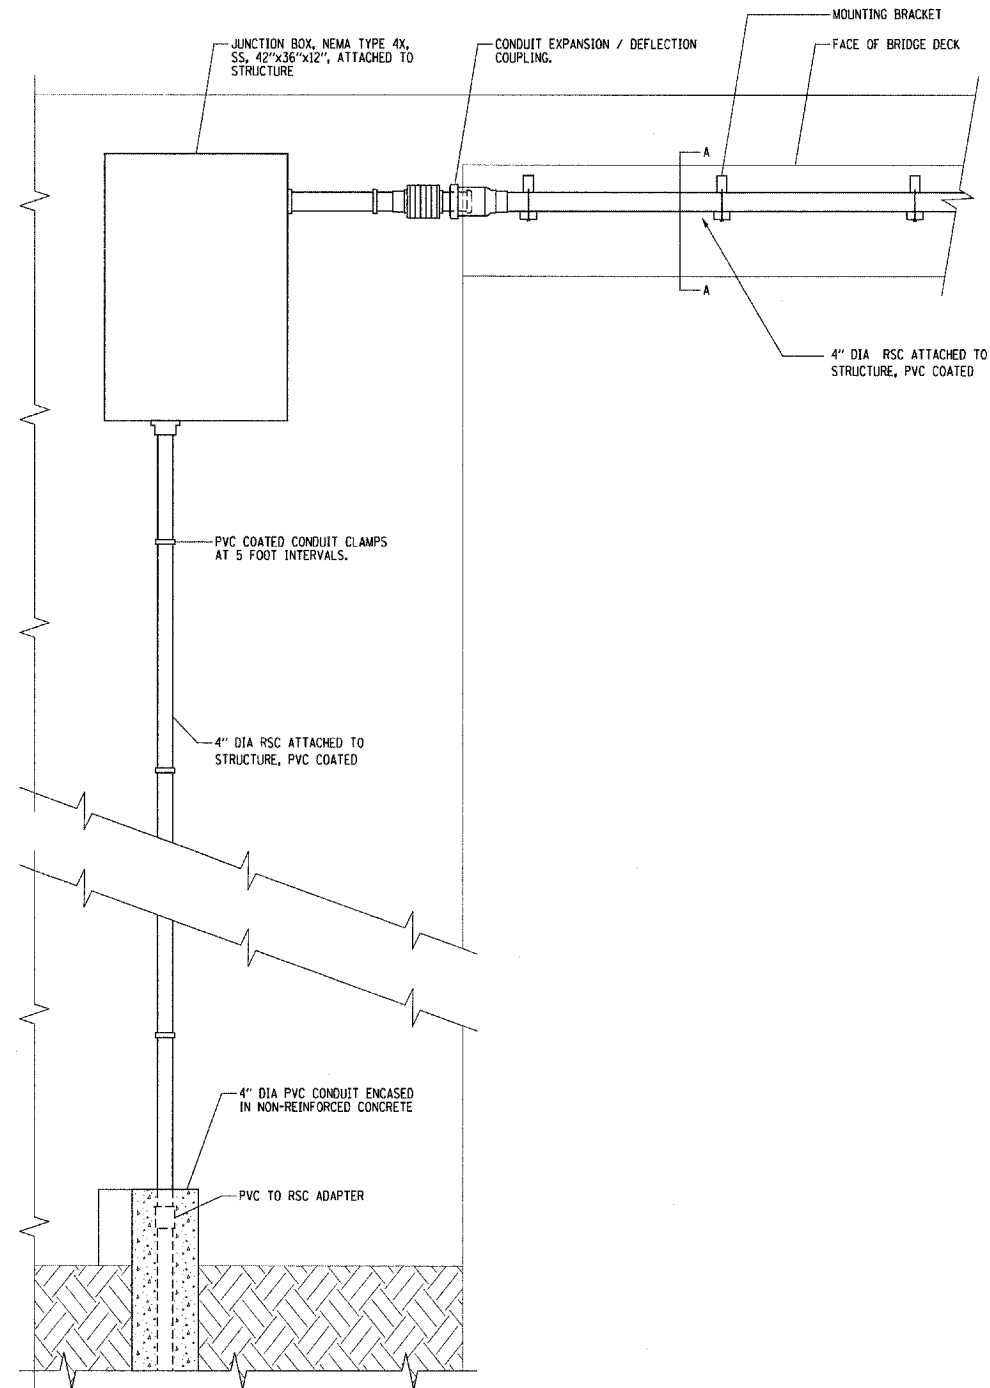 MOUNTING BRACKET
JUNCTION BOX, NEMA TYPE 4X,
SS, 42"x36"x12", ATTACHED TO
STRUCTURE
CONDUIT EXPANSION / DEFLECTION
COUPLING.
FACE OF BRIDGE DECK
A
A
4" DIA RSC ATTACHED TO
STRUCTURE, PVC COATED
PVC COATED CONDUIT CLAMPS
AT 5 FOOT INTERVALS.
4" DIA RSC ATTACHED TO
STRUCTURE, PVC COATED
4" DIA PVC CONDUIT ENCASED
IN NON-REINFORCED CONCRETE
PVC TO RSC ADAPTER